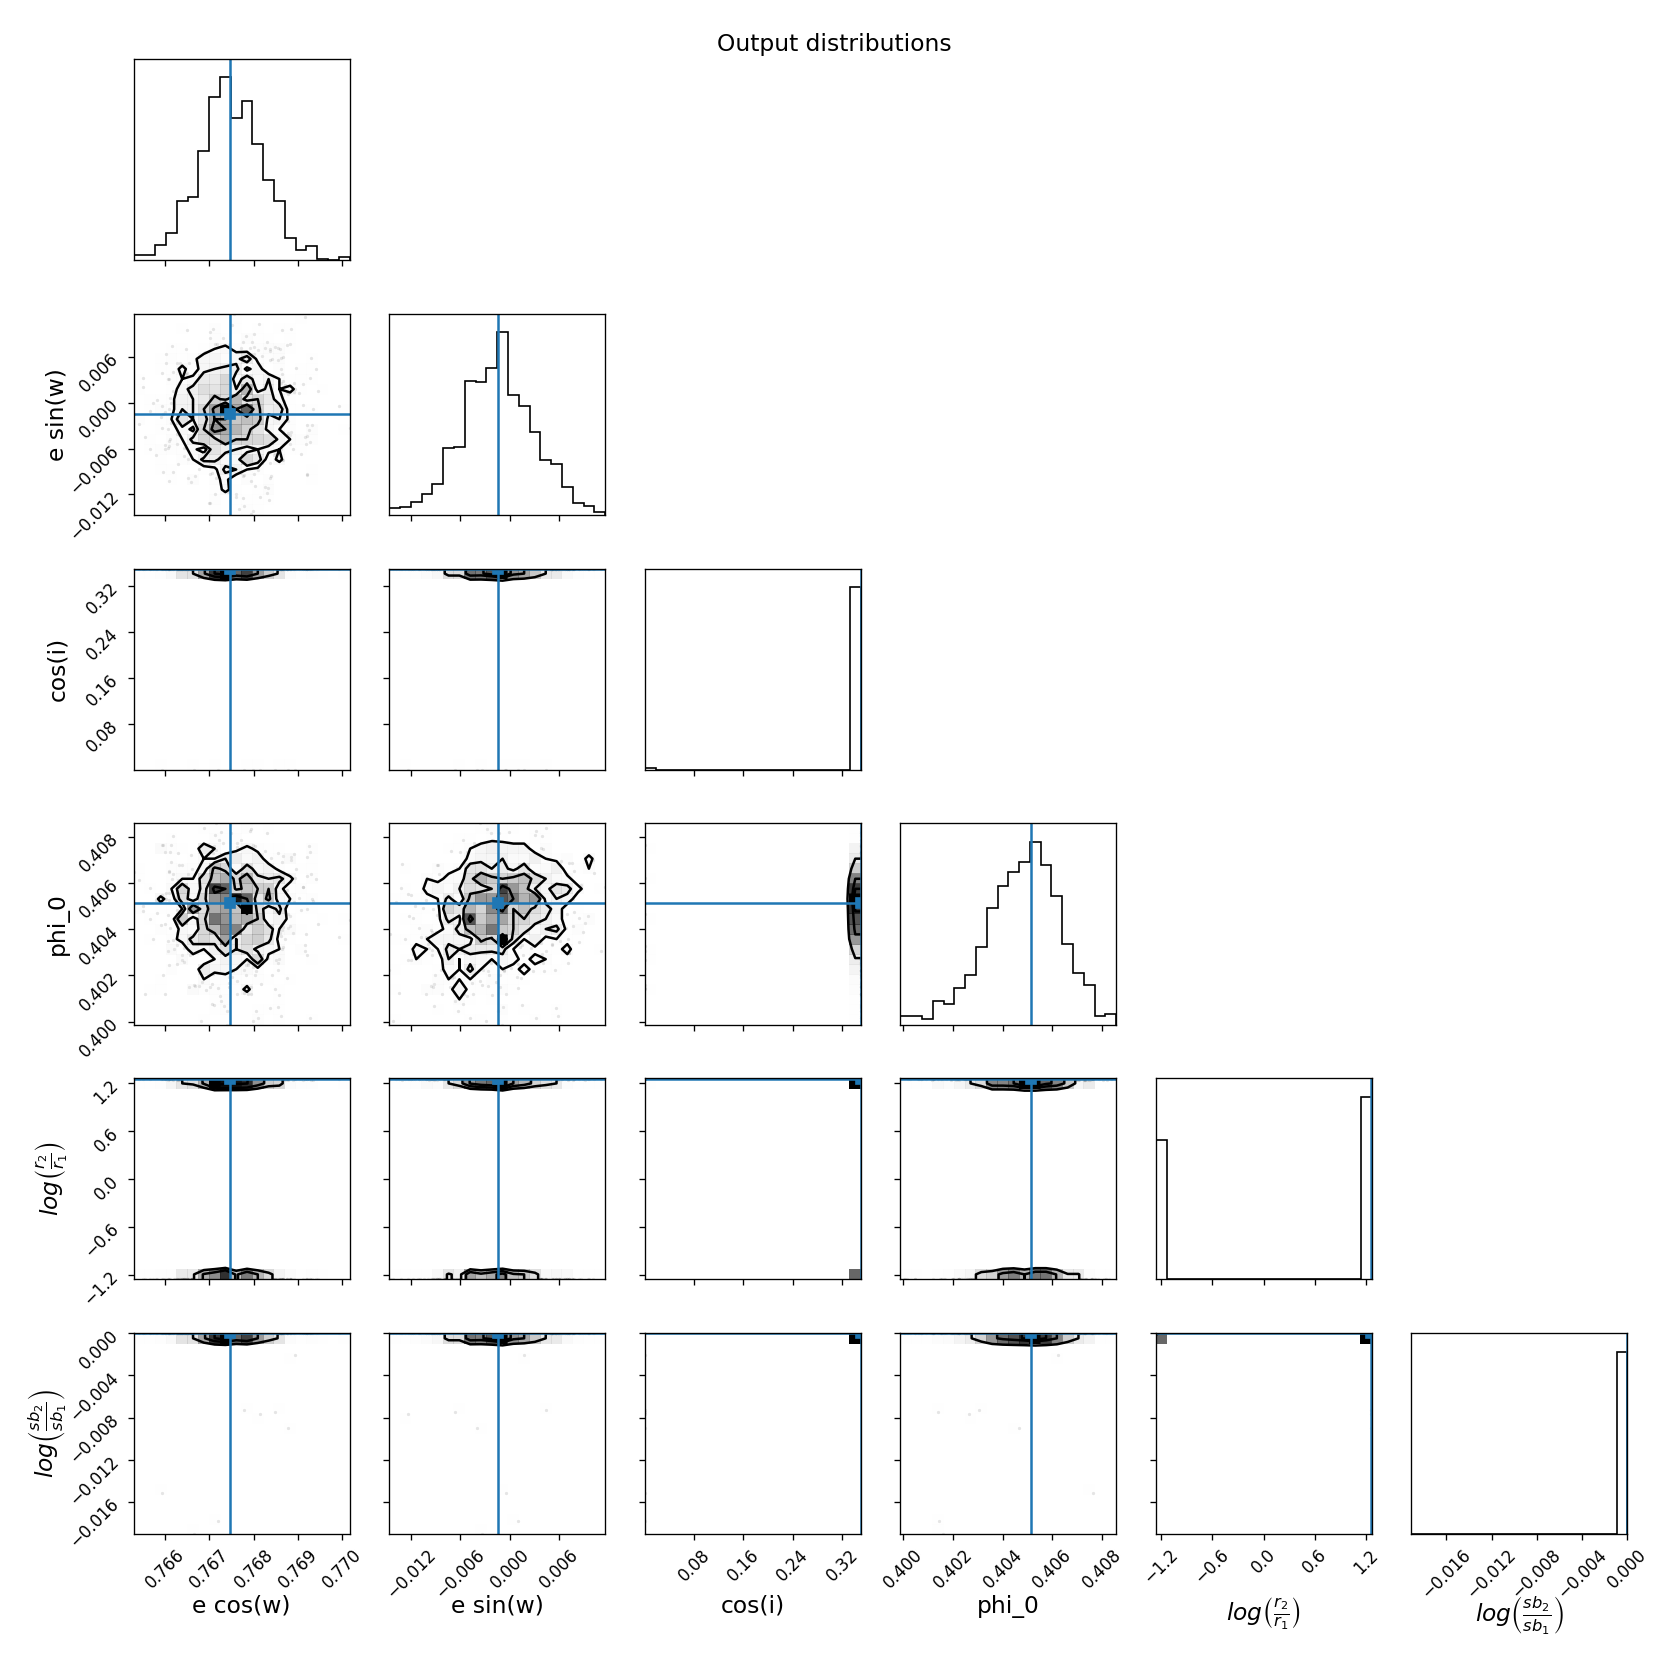 Output distributions
e sin(w)
0.006
0.000
−0.006
−0.012
cos(i)
0.32
0.24
0.16
0.08
phi_0
0.408
0.406
0.404
0.402
0.400
log(r2/r1)
1.2
0.6
0.0
−0.6
−1.2
log(sb2/sb1)
0.000
−0.004
−0.008
−0.012
−0.016
0.766 0.767 0.768 0.769 0.770
−0.012 −0.006 0.000 0.006
0.08 0.16 0.24 0.32
0.400 0.402 0.404 0.406 0.408
−1.2 −0.6 0.0 0.6 1.2
−0.016 −0.012 −0.008 −0.004 0.000
e cos(w)
e sin(w)
cos(i)
phi_0
log(r2/r1)
log(sb2/sb1)